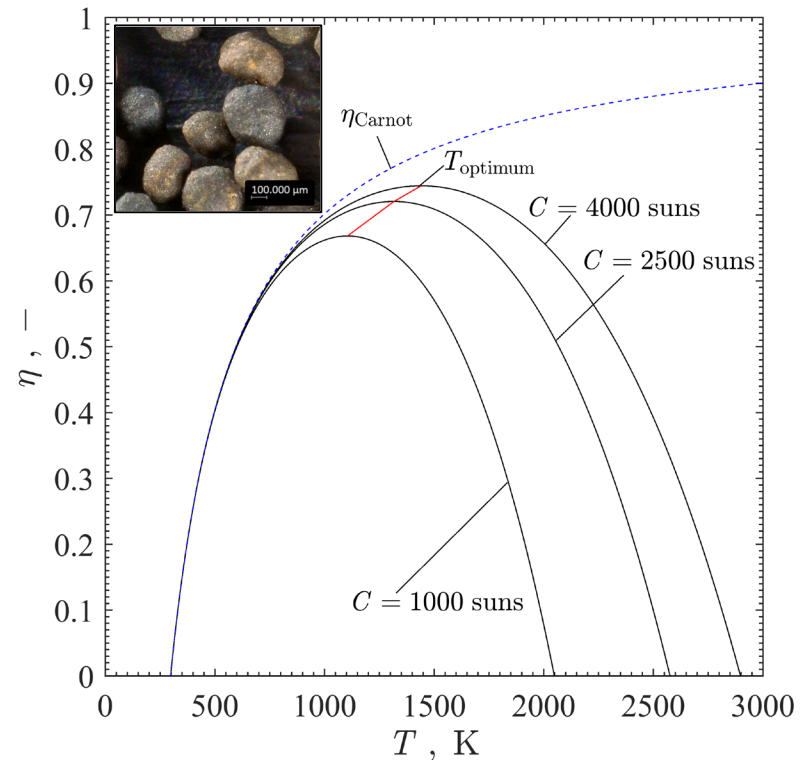 1
0.9
0.8
0.7
0.6
0.5
0.4
0.3
0.2
0.1
0
η , −
100.000 µm
ηCarnot
Toptimum
C = 4000 suns
C = 2500 suns
C = 1000 suns
0 500 1000 1500 2000 2500 3000
T , K